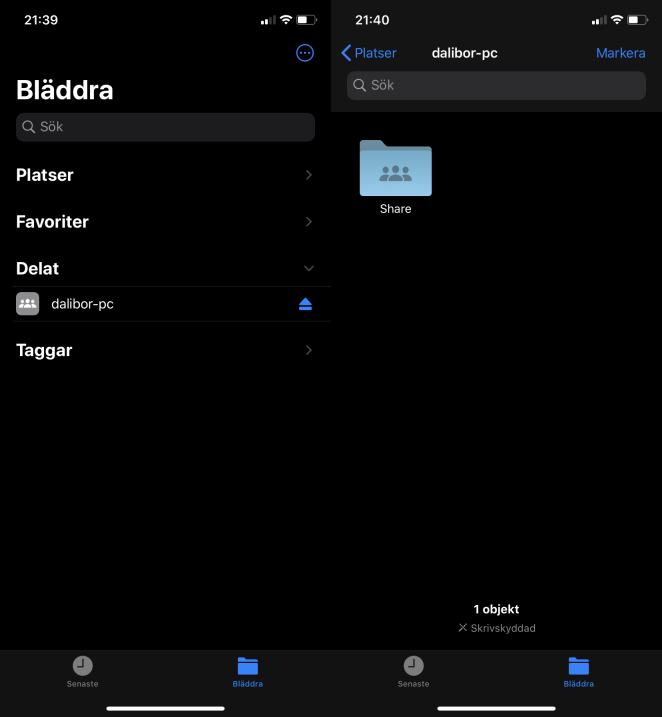 21:39
Bläddra
Sök
Platser
Favoriter
Delat
dalibor-pc
Taggar
Senaste
Bläddra
21:40
Platser
dalibor-pc
Markera
Sök
Share
1 objekt
Skrivskyddad
Senaste
Bläddra